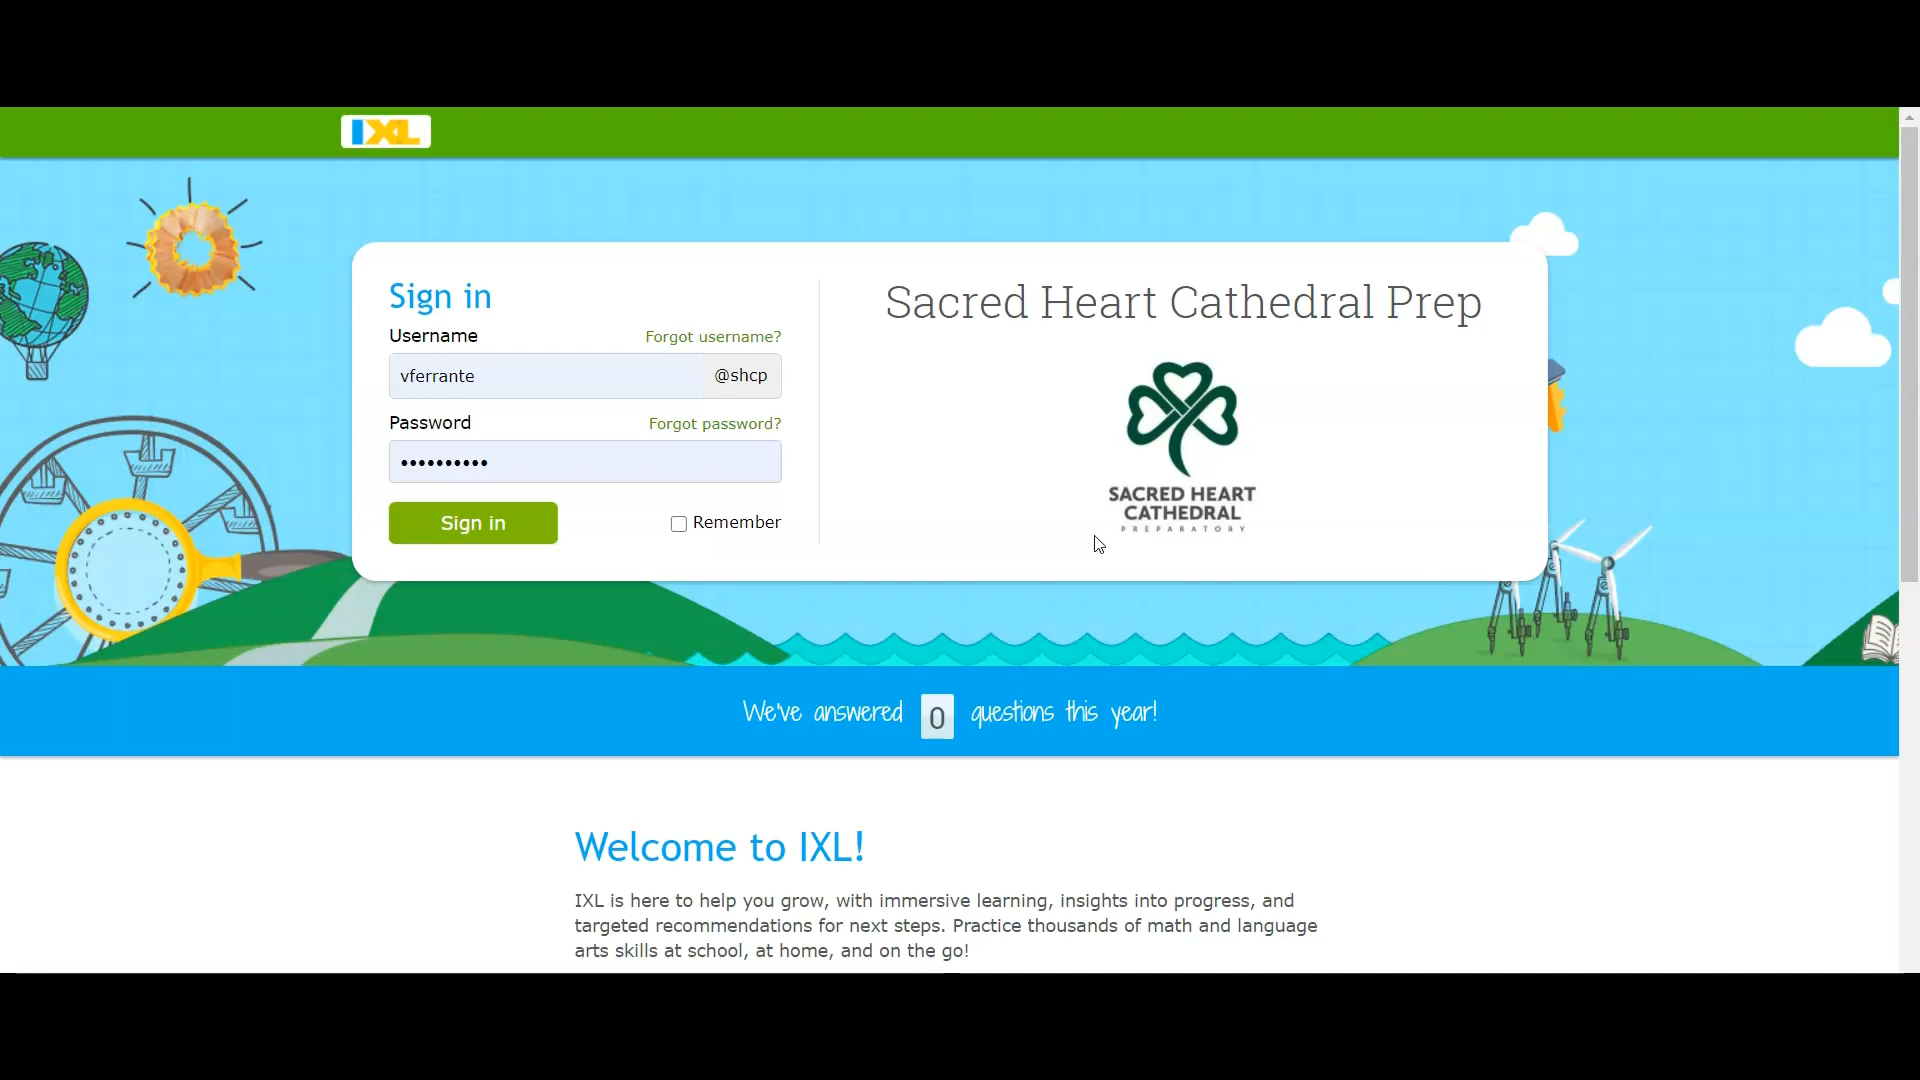 IXL
Sign in
Username
Forgot username?
vferrante
@shcp
Password
Forgot password?
••••••••••
Sign in
Remember
Sacred Heart Cathedral Prep
SACRED HEART
CATHEDRAL
PREPARATORY
We've answered 0 questions this year!
Welcome to IXL!
IXL is here to help you grow, with immersive learning, insights into progress, and
targeted recommendations for next steps. Practice thousands of math and language
arts skills at school, at home, and on the go!